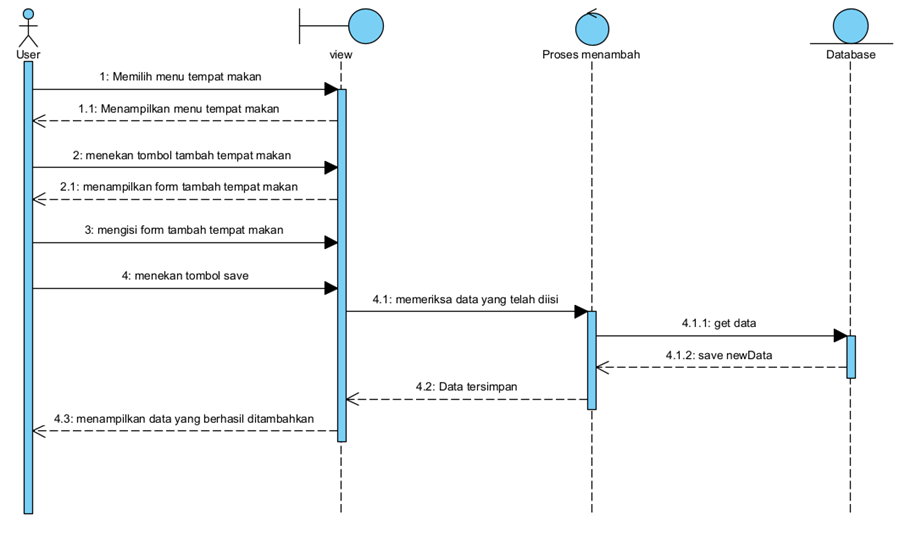 User
view
Proses menambah
Database
1: Memilih menu tempat makan
1.1: Menampilkan menu tempat makan
2: menekan tombol tambah tempat makan
2.1: menampilkan form tambah tempat makan
3: mengisi form tambah tempat makan
4: menekan tombol save
4.1: memeriksa data yang telah diisi
4.1.1: get data
4.1.2: save newData
4.2: Data tersimpan
4.3: menampilkan data yang berhasil ditambahkan